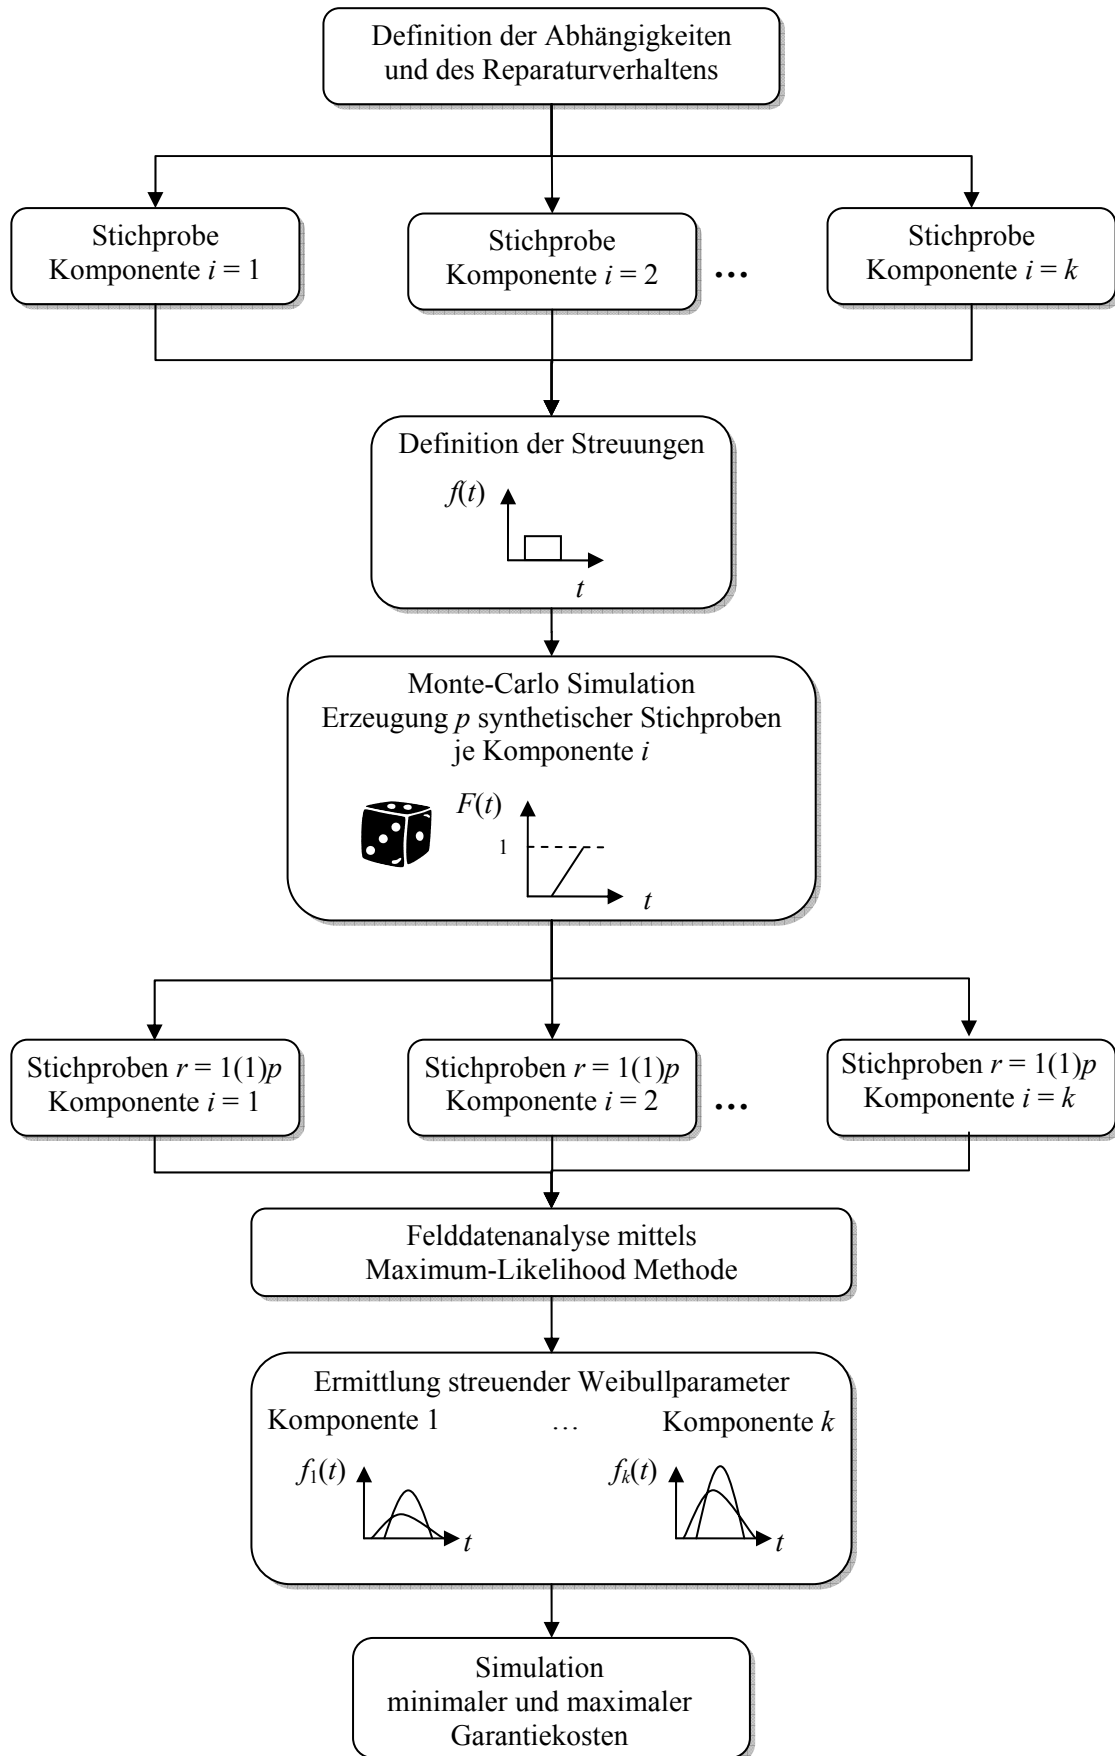 Definition der Abhängigkeiten
und des Reparaturverhaltens
Stichprobe
Komponente i = 1
Stichprobe
Komponente i = 2
...
Stichprobe
Komponente i = k
Definition der Streuungen
f(t)
t
Monte-Carlo Simulation
Erzeugung p synthetischer Stichproben
je Komponente i
F(t)
1
t
Stichproben r = 1(1)p
Komponente i = 1
Stichproben r = 1(1)p
Komponente i = 2
...
Stichproben r = 1(1)p
Komponente i = k
Felddatenanalyse mittels
Maximum-Likelihood Methode
Ermittlung streuender Weibullparameter
Komponente 1 … Komponente k
f1(t)
t
fk(t)
t
Simulation
minimaler und maximaler
Garantiekosten